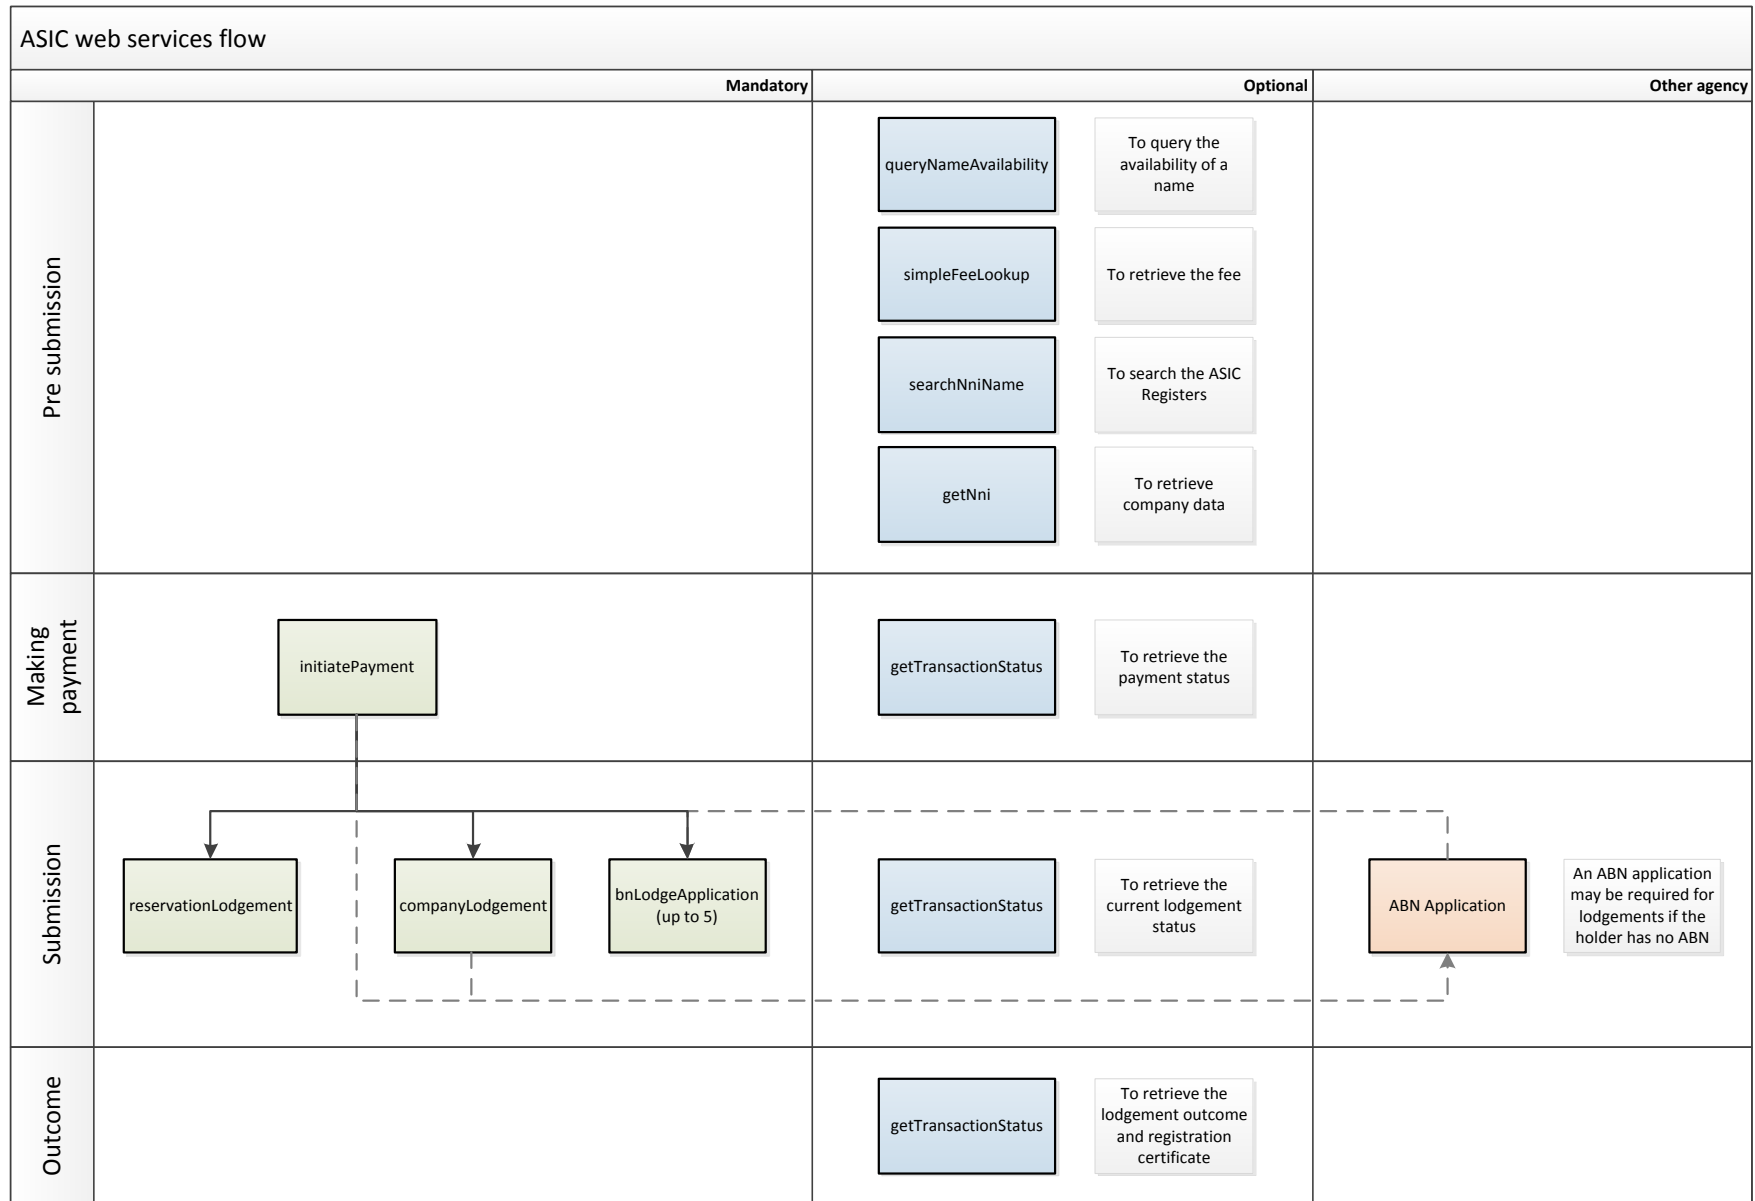 ASIC web services flow
Mandatory
Optional
Other agency
Pre submission
queryNameAvailability
To query the
availability of a
name
simpleFeeLookup
To retrieve the fee
searchNniName
To search the ASIC
Registers
getNni
To retrieve
company data
Making
payment
initiatePayment
getTransactionStatus
To retrieve the
payment status
Submission
reservationLodgement
companyLodgement
bnLodgeApplication
(up to 5)
getTransactionStatus
To retrieve the
current lodgement
status
ABN Application
An ABN application
may be required for
lodgements if the
holder has no ABN
Outcome
getTransactionStatus
To retrieve the
lodgement outcome
and registration
certificate